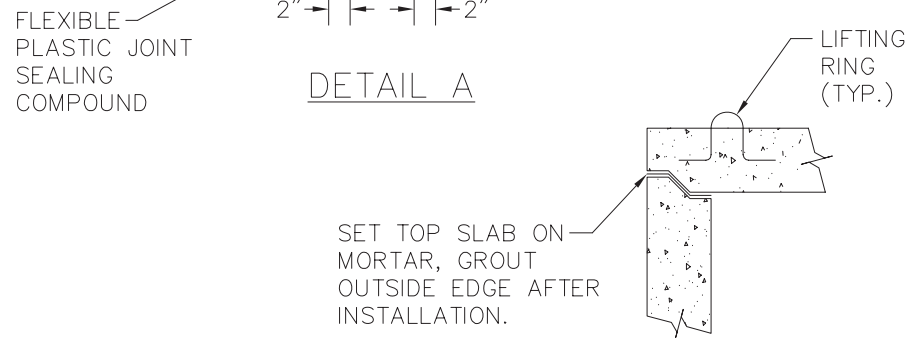 FLEXIBLE
PLASTIC JOINT
SEALING
COMPOUND
2" 2"
DETAIL A
LIFTING
RING
(TYP.)
SET TOP SLAB ON
MORTAR, GROUT
OUTSIDE EDGE AFTER
INSTALLATION.